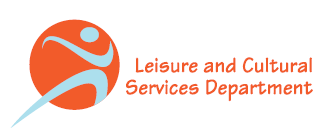 Leisure and Cultural
Services Department